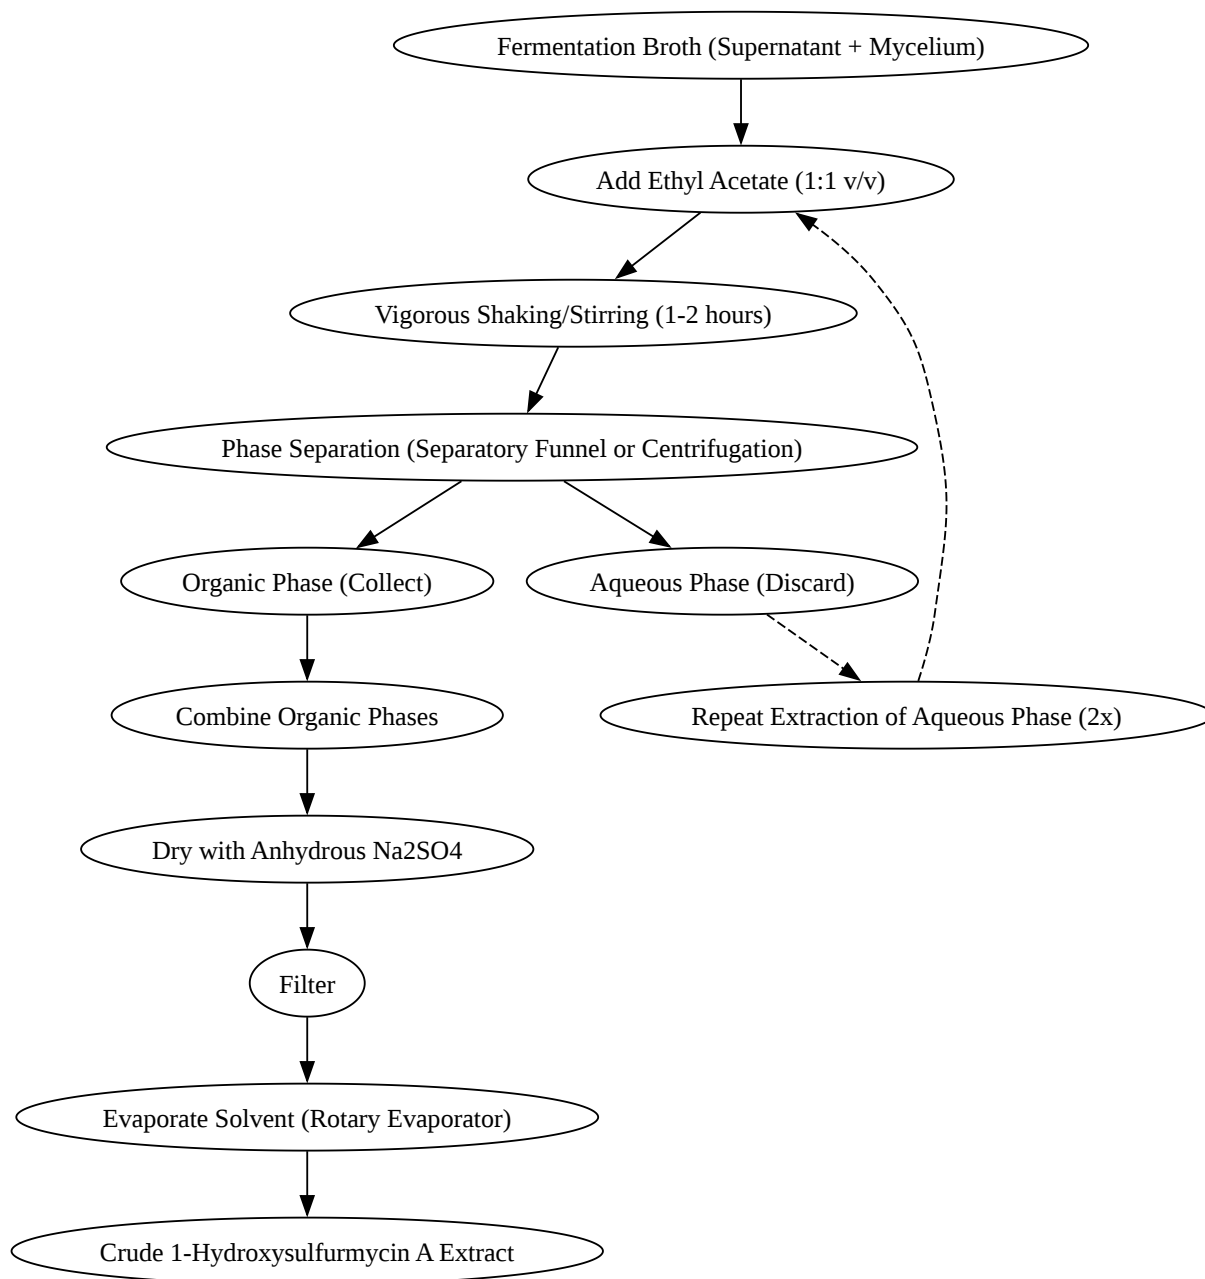 Fermentation Broth (Supernatant + Mycelium)
Add Ethyl Acetate (1:1 v/v)
Vigorous Shaking/Stirring (1-2 hours)
Phase Separation (Separatory Funnel or Centrifugation)
Organic Phase (Collect)
Aqueous Phase (Discard)
Combine Organic Phases
Repeat Extraction of Aqueous Phase (2x)
Dry with Anhydrous Na2SO4
Filter
Evaporate Solvent (Rotary Evaporator)
Crude 1-Hydroxysulfurmycin A Extract